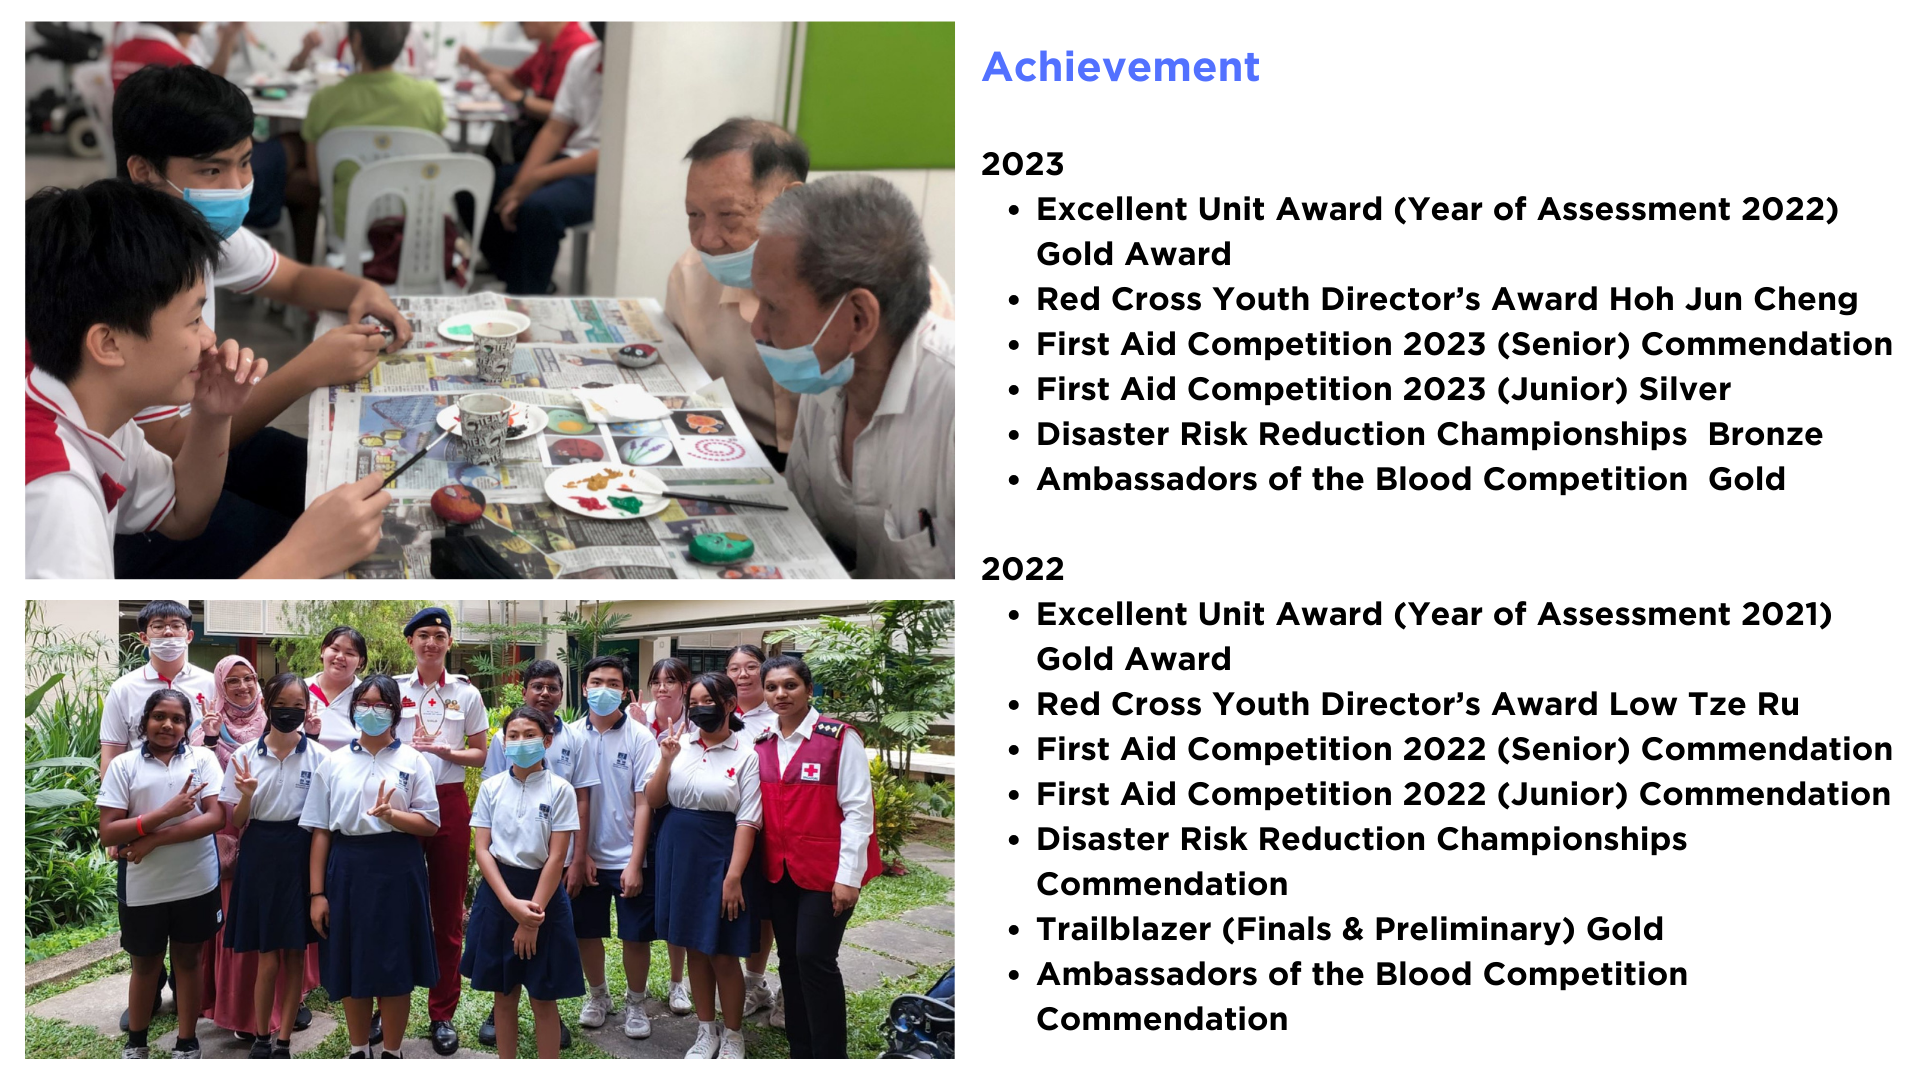 Achievement
2023
• Excellent Unit Award (Year of Assessment 2022)
Gold Award
• Red Cross Youth Director’s Award Hoh Jun Cheng
• First Aid Competition 2023 (Senior) Commendation
• First Aid Competition 2023 (Junior) Silver
• Disaster Risk Reduction Championships  Bronze
• Ambassadors of the Blood Competition  Gold
2022
• Excellent Unit Award (Year of Assessment 2021)
Gold Award
• Red Cross Youth Director’s Award Low Tze Ru
• First Aid Competition 2022 (Senior) Commendation
• First Aid Competition 2022 (Junior) Commendation
• Disaster Risk Reduction Championships
Commendation
• Trailblazer (Finals & Preliminary) Gold
• Ambassadors of the Blood Competition
Commendation